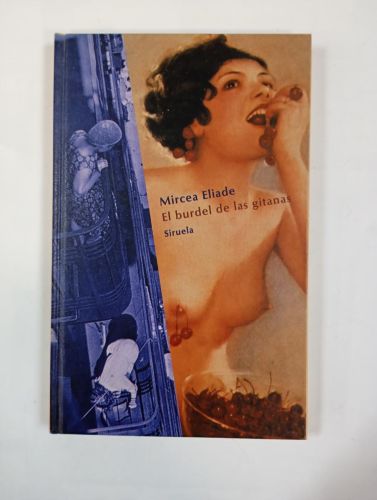 Mircea Eliade
El burdel de las gitanas
Siruela